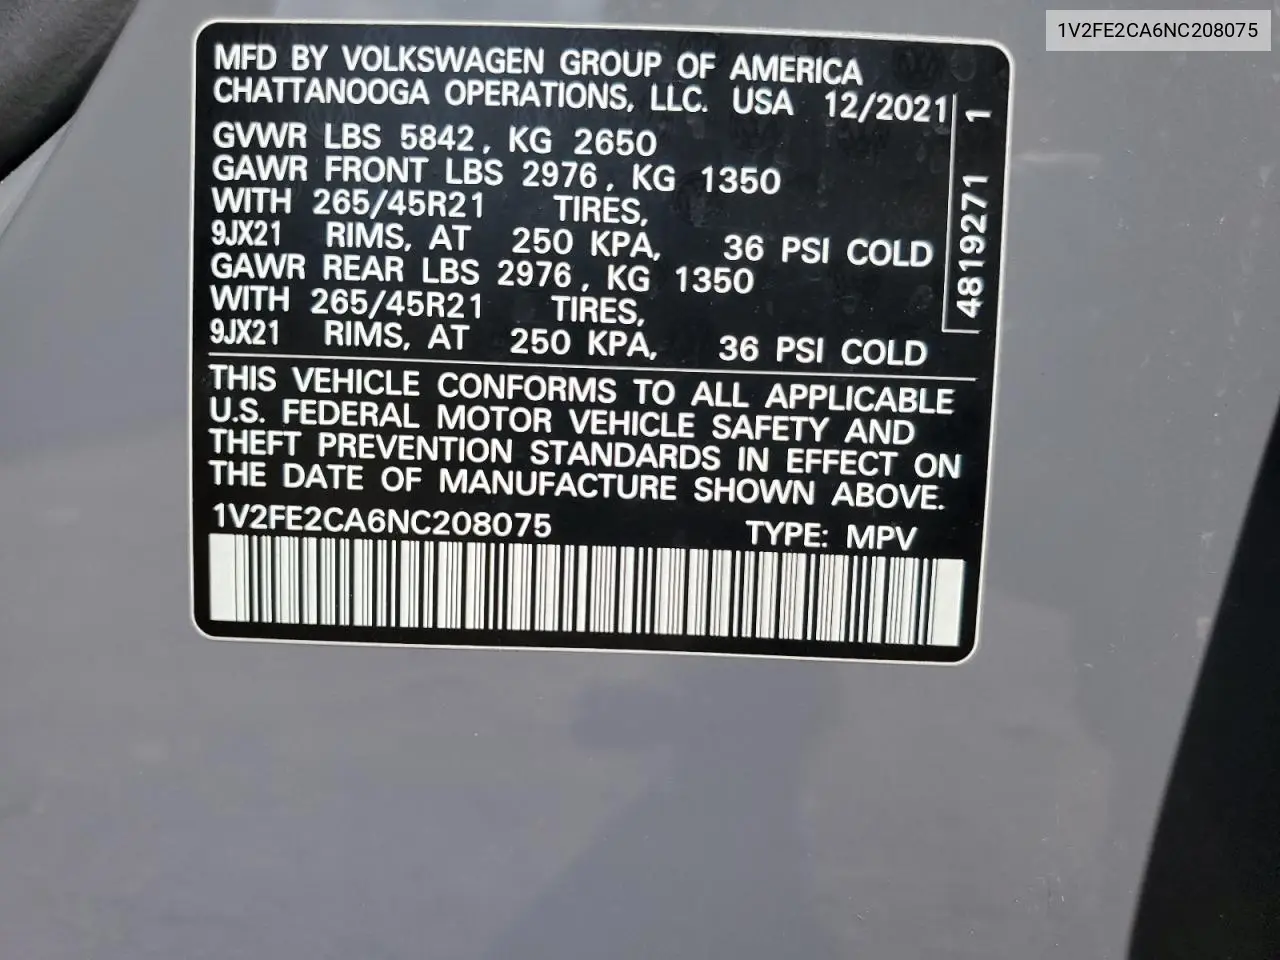 1V2FE2CA6NC208075
MFD BY VOLKSWAGEN GROUP OF AMERICA
CHATTANOOGA OPERATIONS, LLC. USA 12/2021
GVWR LBS 5842, KG 2650
GAWR FRONT LBS 2976, KG 1350
WITH 265/45R21 TIRES,
9JX21 RIMS, AT 250 KPA, 36 PSI COLD
GAWR REAR LBS 2976, KG 1350
WITH 265/45R21 TIRES,
9JX21 RIMS, AT 250 KPA, 36 PSI COLD
4819271 1
THIS VEHICLE CONFORMS TO ALL APPLICABLE
U.S. FEDERAL MOTOR VEHICLE SAFETY AND
THEFT PREVENTION STANDARDS IN EFFECT ON
THE DATE OF MANUFACTURE SHOWN ABOVE.
1V2FE2CA6NC208075 TYPE: MPV